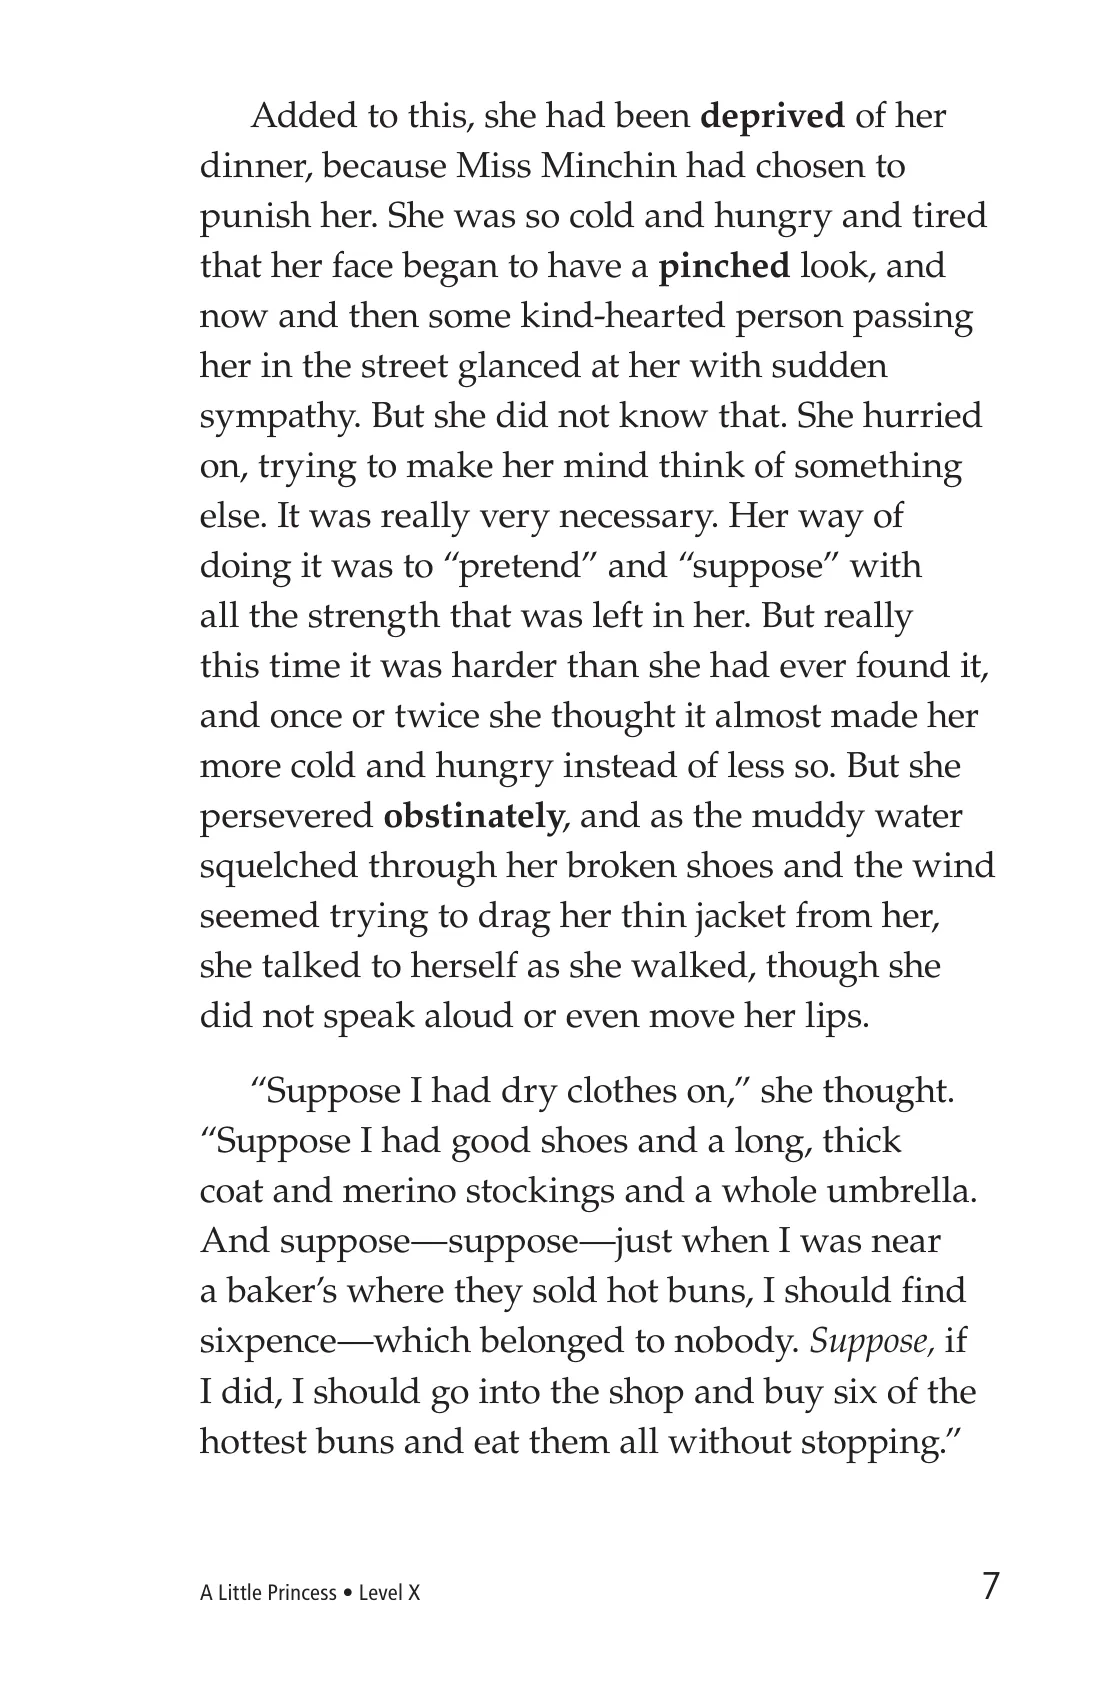 Added to this, she had been deprived of her
dinner, because Miss Minchin had chosen to
punish her. She was so cold and hungry and tired
that her face began to have a pinched look, and
now and then some kind-hearted person passing
her in the street glanced at her with sudden
sympathy. But she did not know that. She hurried
on, trying to make her mind think of something
else. It was really very necessary. Her way of
doing it was to “pretend” and “suppose” with
all the strength that was left in her. But really
this time it was harder than she had ever found it,
and once or twice she thought it almost made her
more cold and hungry instead of less so. But she
persevered obstinately, and as the muddy water
squelched through her broken shoes and the wind
seemed trying to drag her thin jacket from her,
she talked to herself as she walked, though she
did not speak aloud or even move her lips.
“Suppose I had dry clothes on,” she thought.
“Suppose I had good shoes and a long, thick
coat and merino stockings and a whole umbrella.
And suppose—suppose—just when I was near
a baker’s where they sold hot buns, I should find
sixpence—which belonged to nobody. Suppose, if
I did, I should go into the shop and buy six of the
hottest buns and eat them all without stopping.”
A Little Princess • Level X
7